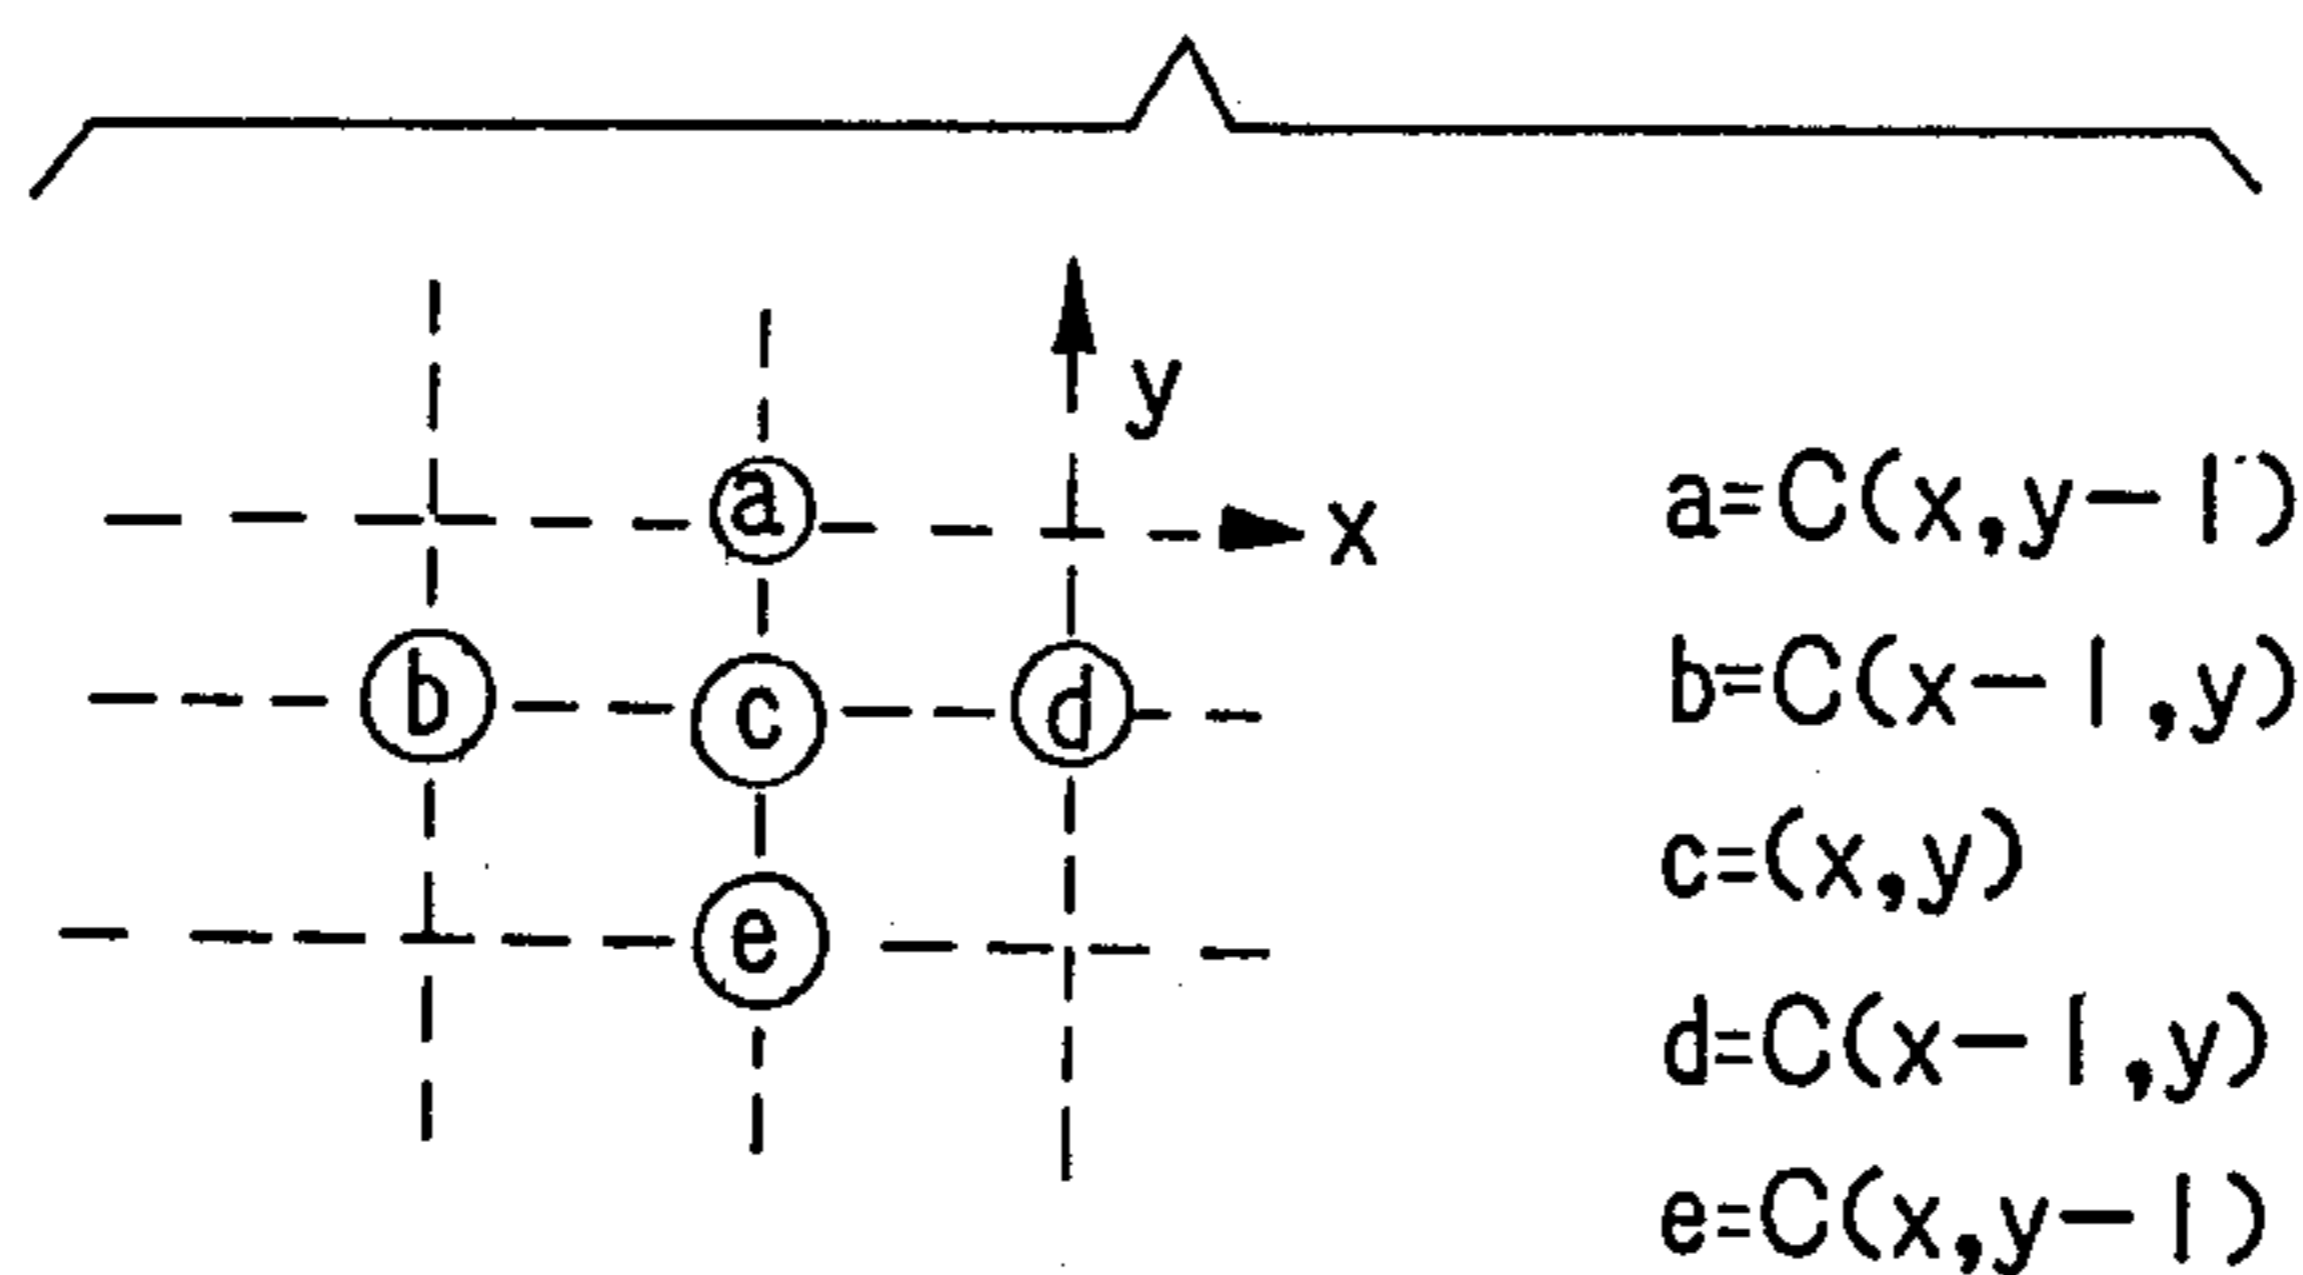 y
a
x
b
c
d
e
a=C(x,y-1)
b=C(x-1,y)
c=(x,y)
d=C(x-1,y)
e=C(x,y-1)